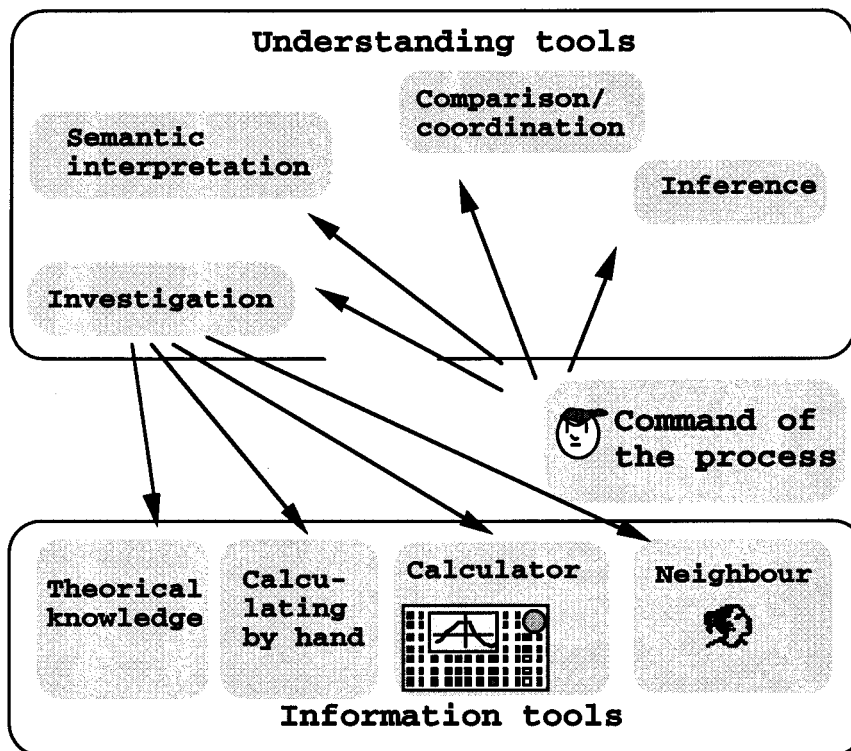 Understanding tools
Comparison/
coordination
Semantic
interpretation
Inference
Investigation
Command of
the process
Theorical
knowledge
Calcu-
lating
by hand
Calculator
Neighbour
Information tools